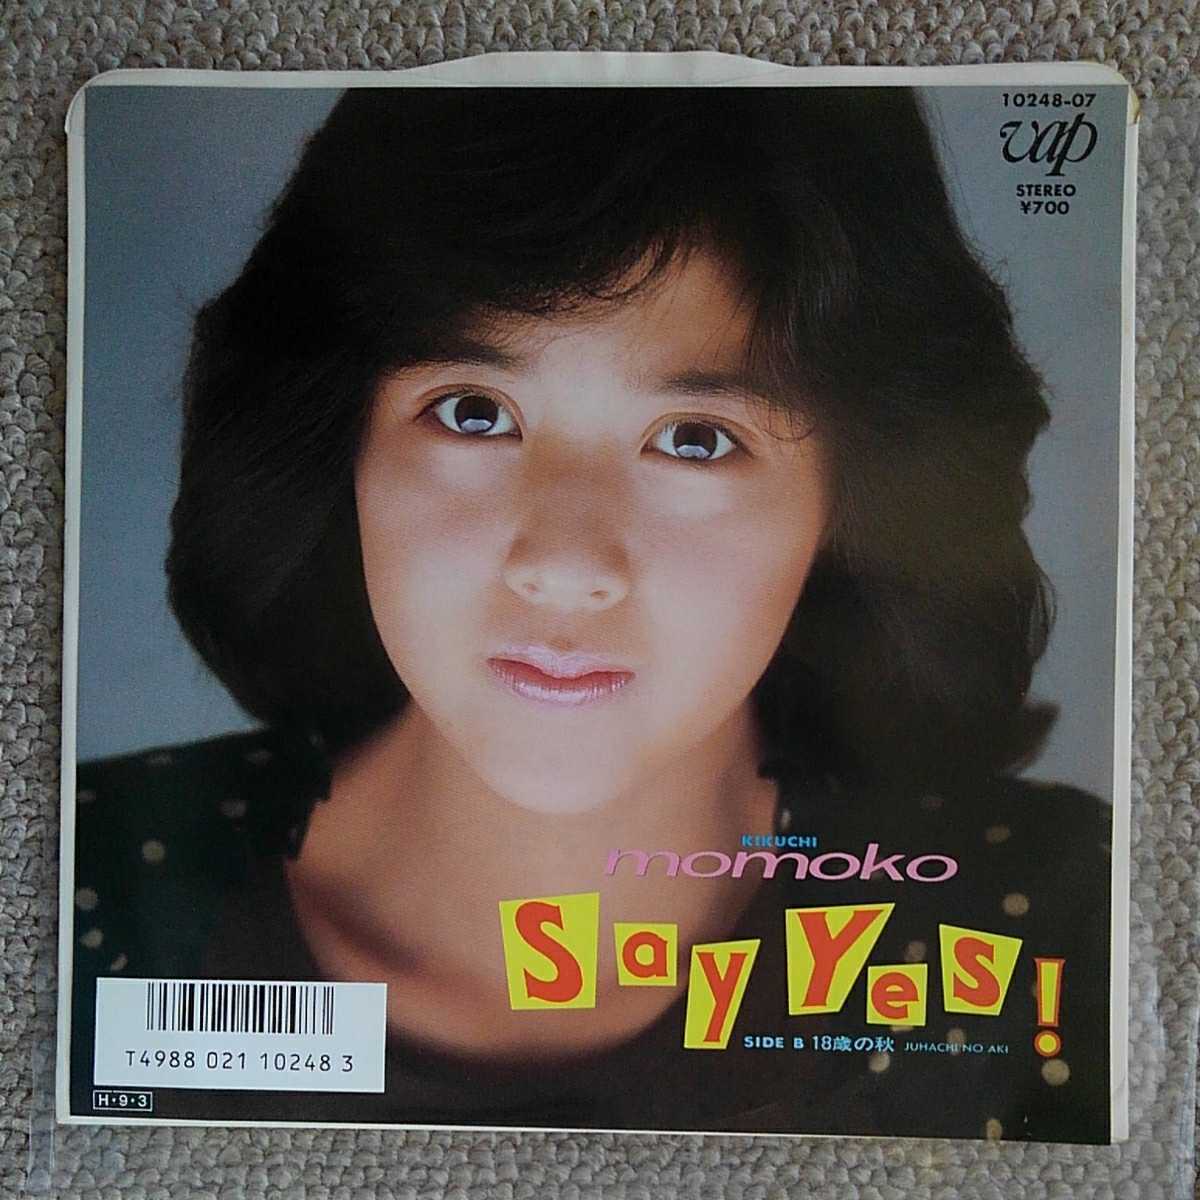 10248-07
vap
STEREO
¥700
KIKUCHI
momoko
Say Yes!
SIDE B 18歳の秋 JUHACHI NO AKI
T4988 021 10248 3
H・9・3